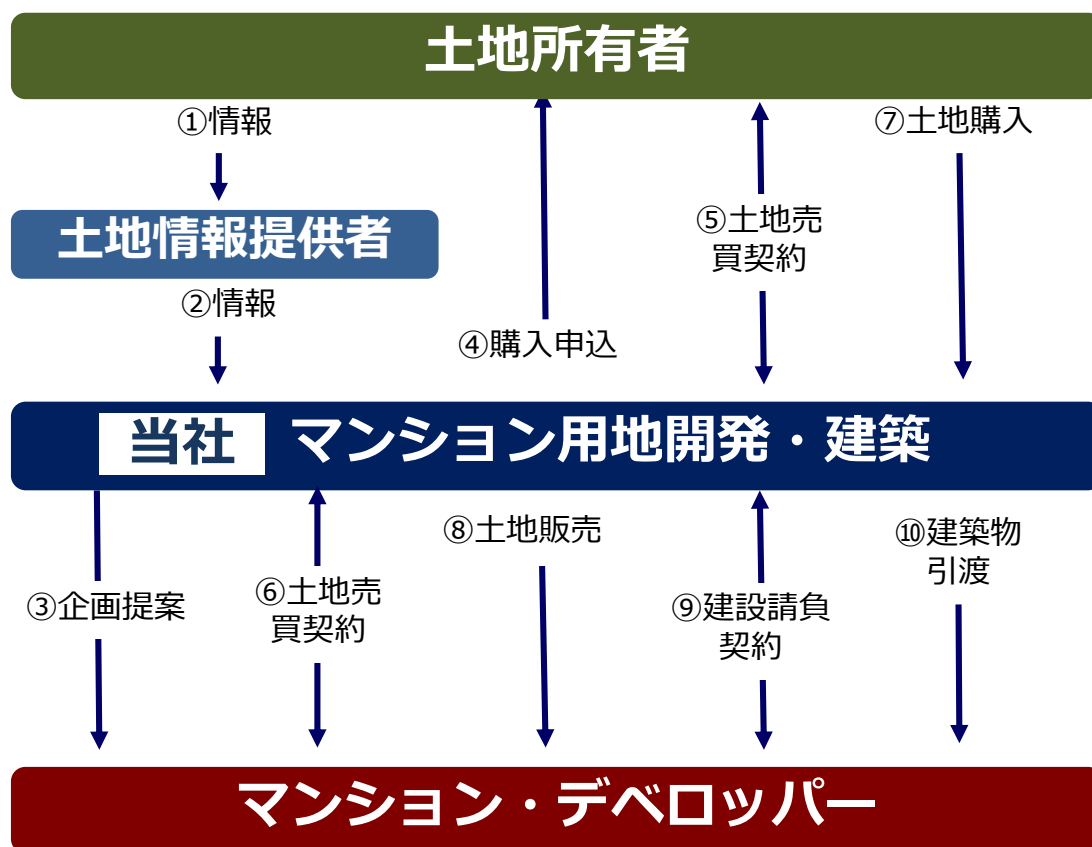 土地所有者
①情報
⑦土地購入
土地情報提供者
⑤土地売
買契約
②情報
④購入申込
当社 マンション用地開発・建築
⑧土地販売
⑩建築物
引渡
③企画提案
⑥土地売
買契約
⑨建設請負
契約
マンション・デベロッパー